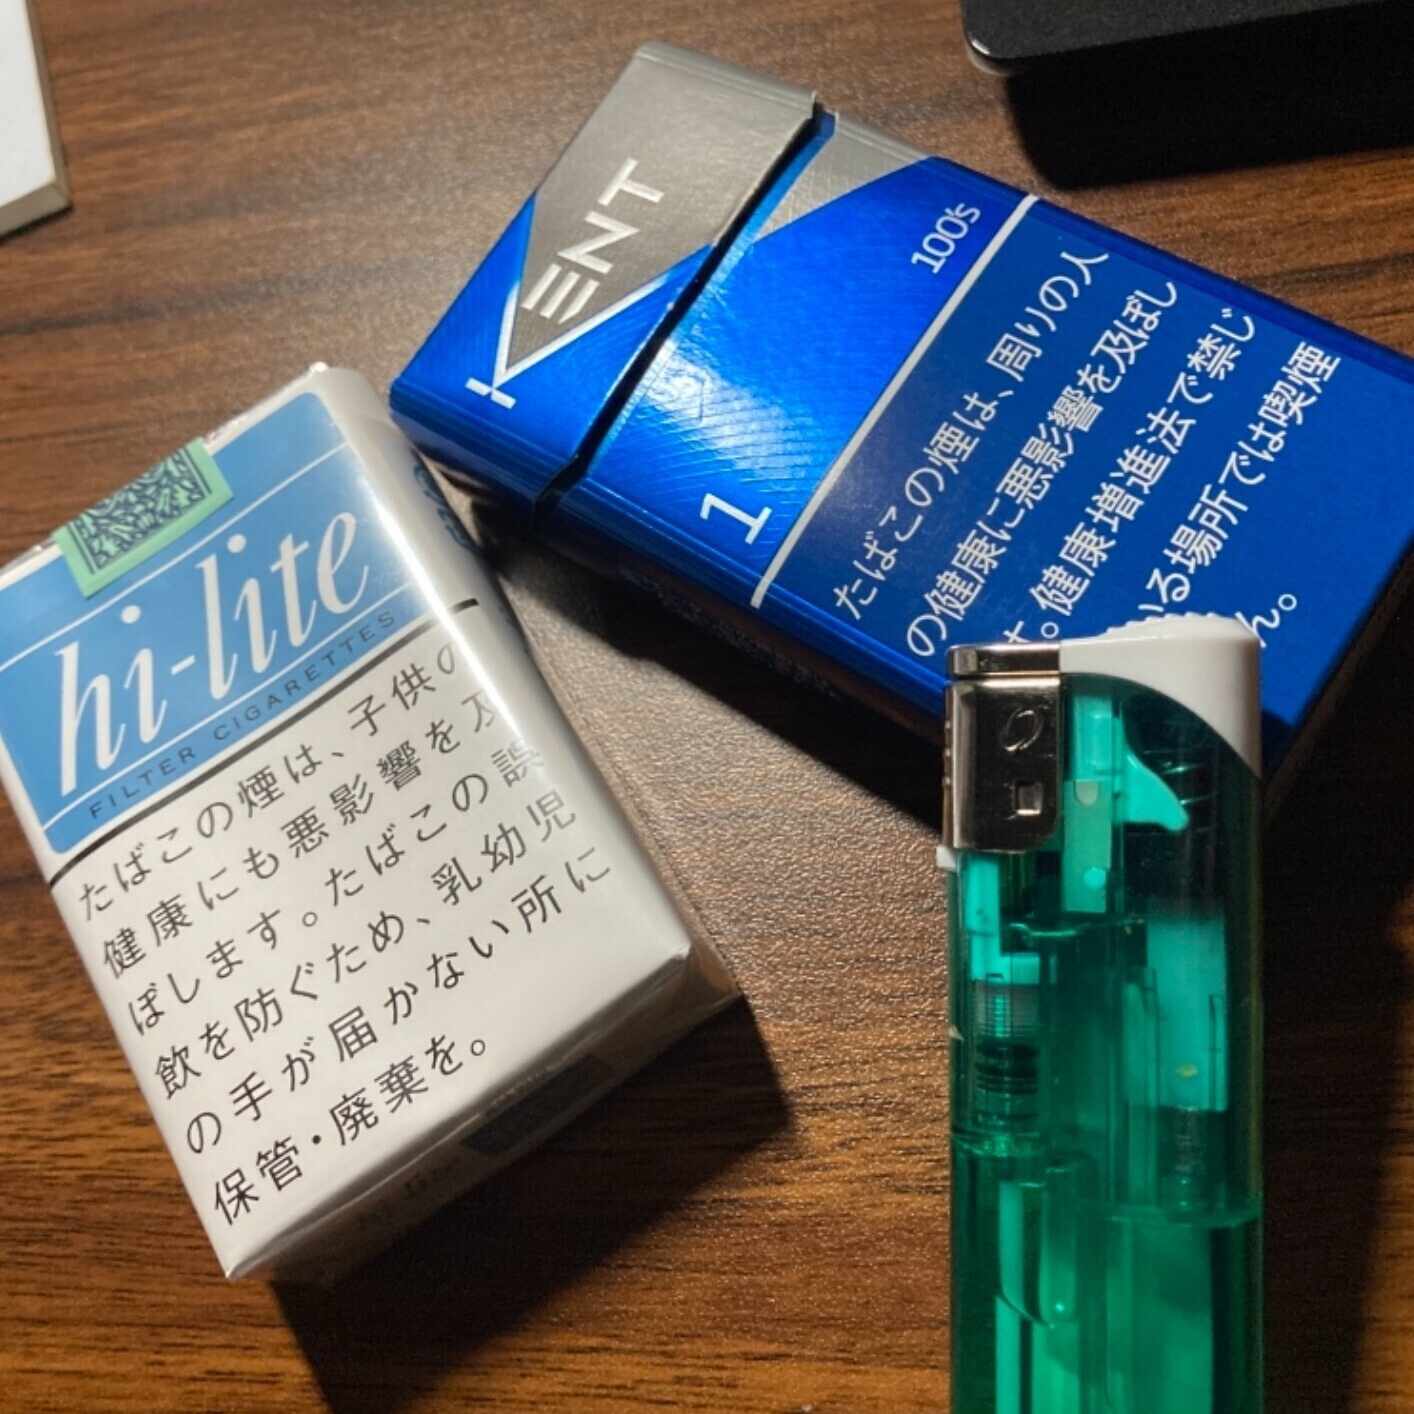 hi-lite
FILTER CIGARETTES
たばこの煙は、子供の
健康にも悪影響を及
ぼします。たばこの誤
飲を防ぐため、乳幼児
の手が届かない所に
保管・廃棄を。
KENT
100's
1
たばこの煙は、周りの人
の健康に悪影響を及ぼし
す。健康増進法で禁じ
いる場所では喫煙
ん。